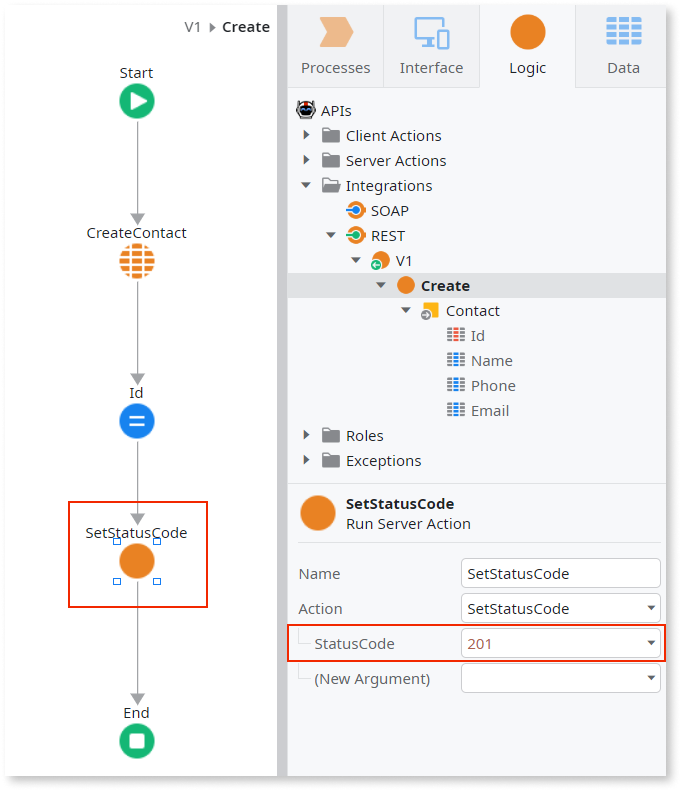 V1 Create
Start
CreateContact
Id
SetStatusCode
End
Processes
Interface
Logic
Data
APIs
Client Actions
Server Actions
Integrations
SOAP
REST
V1
Create
Contact
Id
Name
Phone
Email
Roles
Exceptions
SetStatusCode
Run Server Action
Name SetStatusCode
Action SetStatusCode
StatusCode 201
(New Argument)